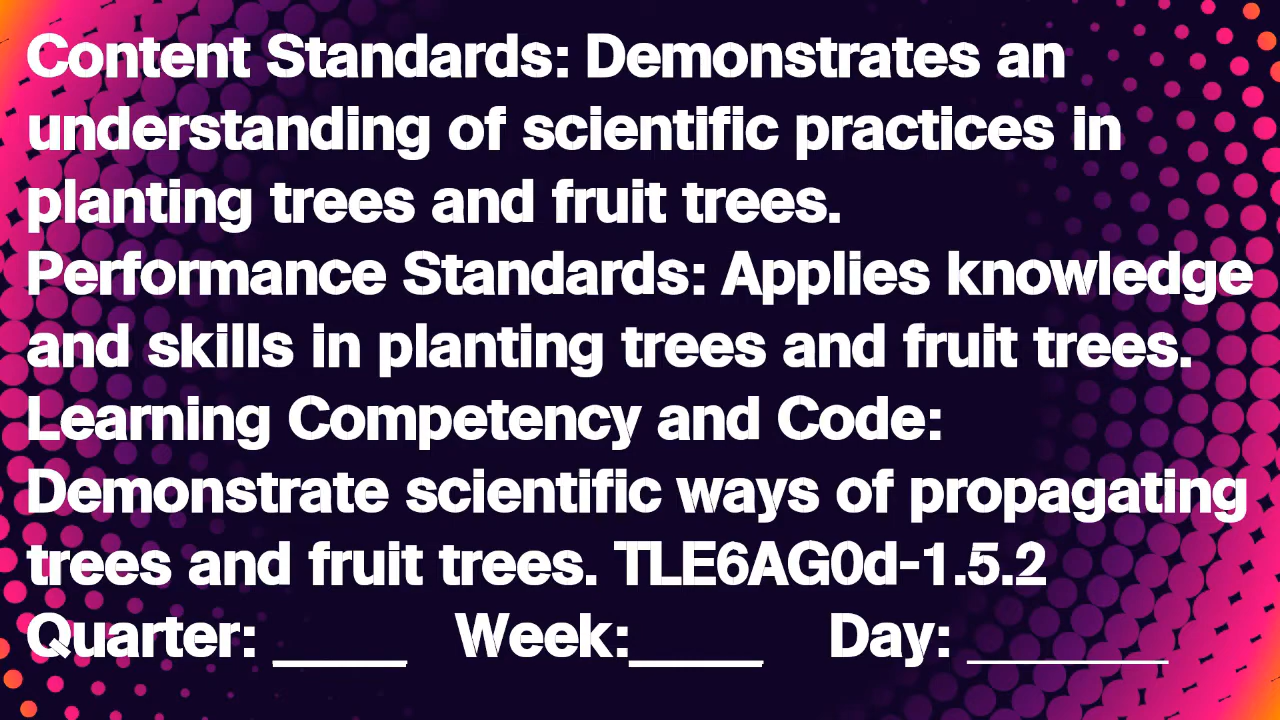 Content Standards: Demonstrates an
understanding of scientific practices in
planting trees and fruit trees.
Performance Standards: Applies knowledge
and skills in planting trees and fruit trees.
Learning Competency and Code:
Demonstrate scientific ways of propagating
trees and fruit trees. TLE6AG0d-1.5.2
Quarter: ____ Week:____ Day: ______